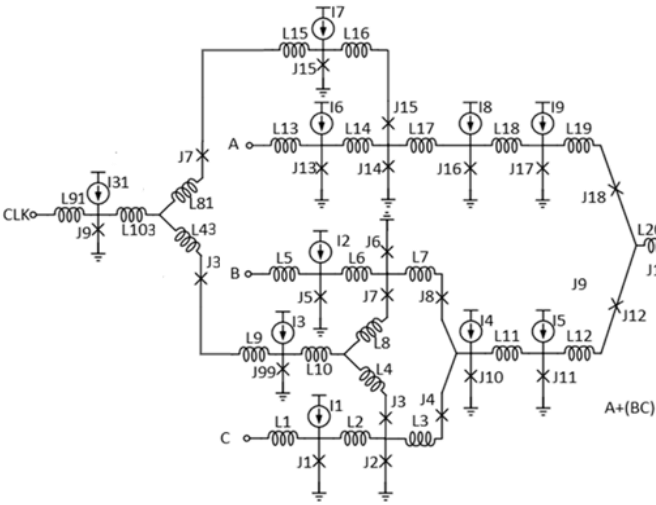 I7
L15 L16
J15
I6 J15 I8 I9
A L13 L14 L17 L18 L19
J7 J13 J14 J16 J17
J18
L91 I31 L81
CLK
J9 L103 L43
J3
I2 J6 L20
B L5 L6 L7 J1
J5 J7 J8 J9
J12
I3 I4 I5
L9 L10 L8 L11 L12
J99 L4 J10 J11
I1 J3 J4 A+(BC)
C L1 L2 L3
J1 J2